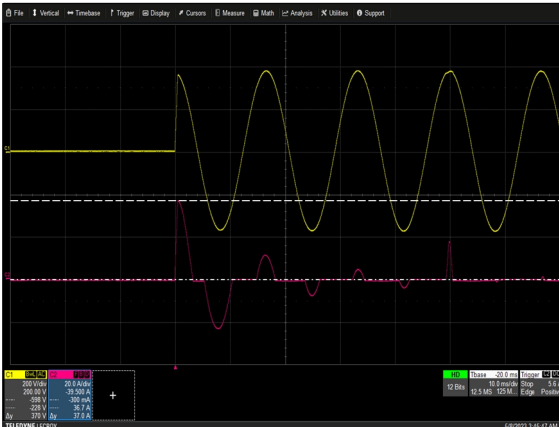 File Vertical Timebase Trigger Display Cursors Measure Math Analysis Utilities Support
C1
C2
C1
200 V/div
200.00 V
-598 V
-228 V
Δy 370 V
20.0 A/div
-39.500 A
-300 mA
36.7 A
Δy 37.0 A
+
HD
12 Bits
Tbase -20.0 ms
10.0 ms/div
12.5 MS 125 M...
Trigger
Stop
Edge
TELEDYNE LECROY